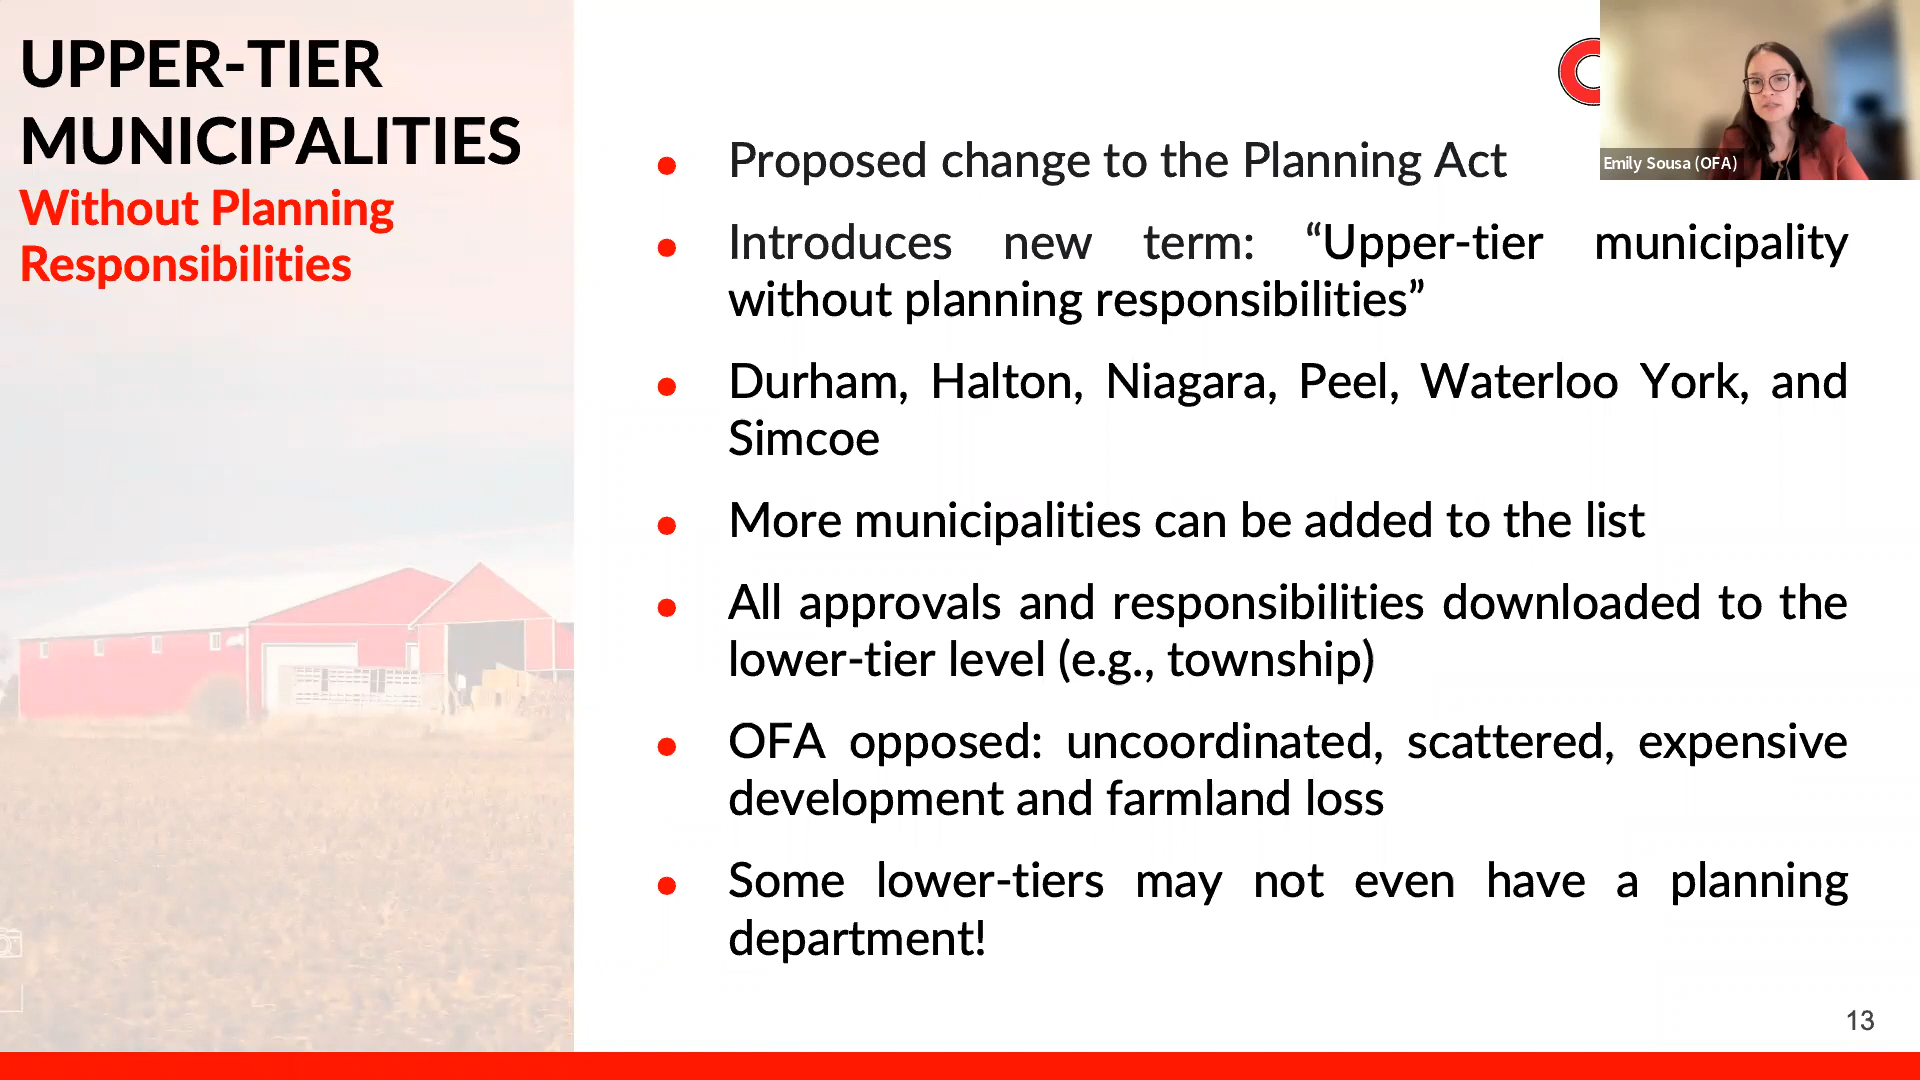 UPPER-TIER
MUNICIPALITIES
Without Planning
Responsibilities
Emily Sousa (OFA)
● Proposed change to the Planning Act
● Introduces new term: “Upper-tier municipality
without planning responsibilities”
● Durham, Halton, Niagara, Peel, Waterloo York, and
Simcoe
● More municipalities can be added to the list
● All approvals and responsibilities downloaded to the
lower-tier level (e.g., township)
● OFA opposed: uncoordinated, scattered, expensive
development and farmland loss
● Some lower-tiers may not even have a planning
department!
13